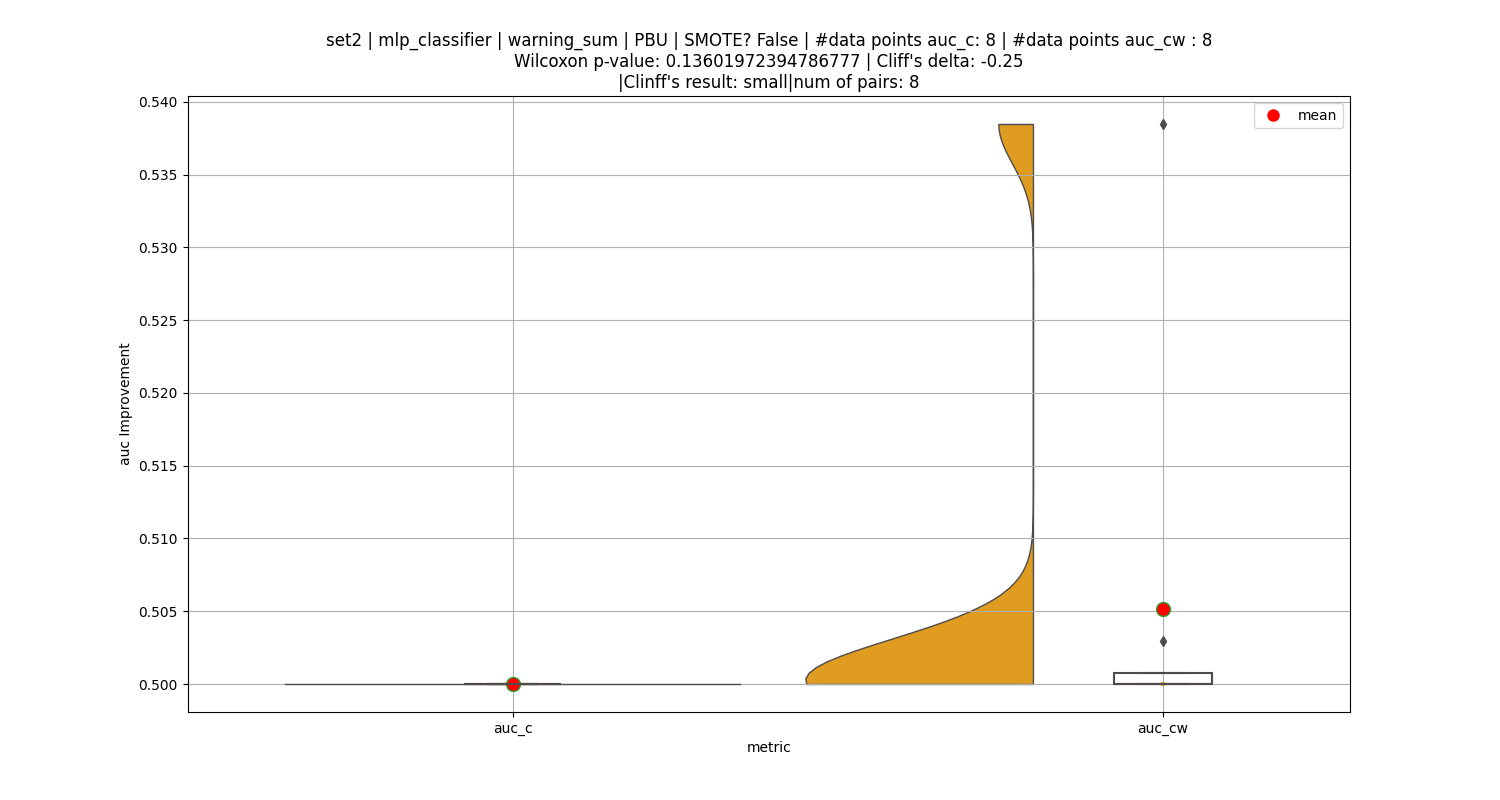 set2 | mlp_classifier | warning_sum | PBU | SMOTE? False | #data points auc_c: 8 | #data points auc_cw : 8
Wilcoxon p-value: 0.13601972394786777 | Cliff's delta: -0.25
|Clinff's result: small|num of pairs: 8
mean
0.540
0.535
0.530
0.525
0.520
0.515
0.510
0.505
0.500
auc Improvement
auc_c
auc_cw
metric